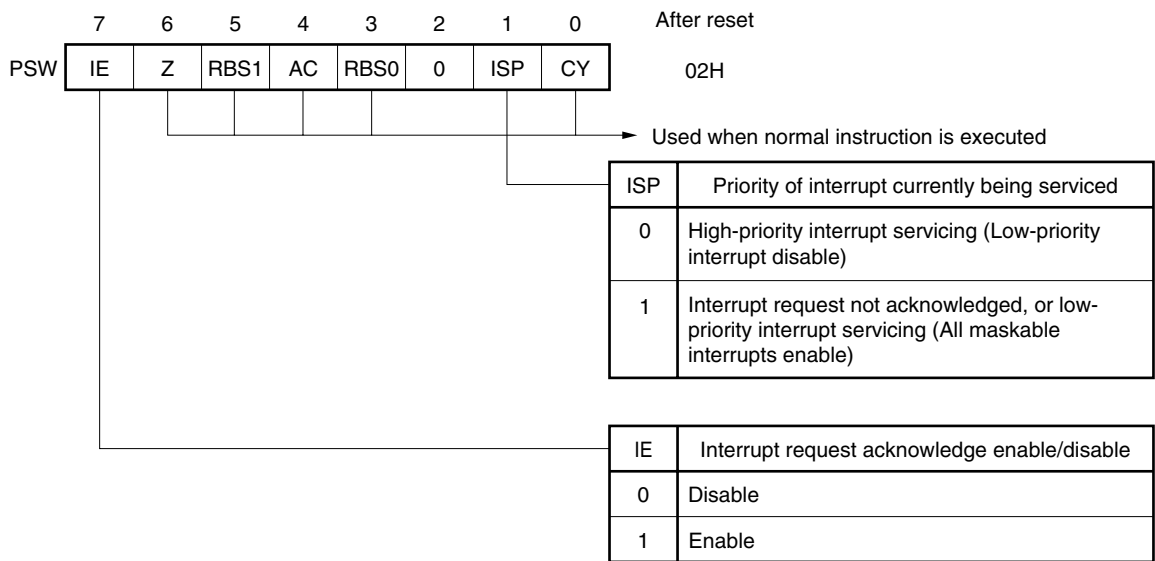 7 6 5 4 3 2 1 0 After reset
PSW IE Z RBS1 AC RBS0 0 ISP CY 02H
Used when normal instruction is executed
ISP Priority of interrupt currently being serviced
0 High-priority interrupt servicing (Low-priority
interrupt disable)
1 Interrupt request not acknowledged, or low-
priority interrupt servicing (All maskable
interrupts enable)
IE Interrupt request acknowledge enable/disable
0 Disable
1 Enable